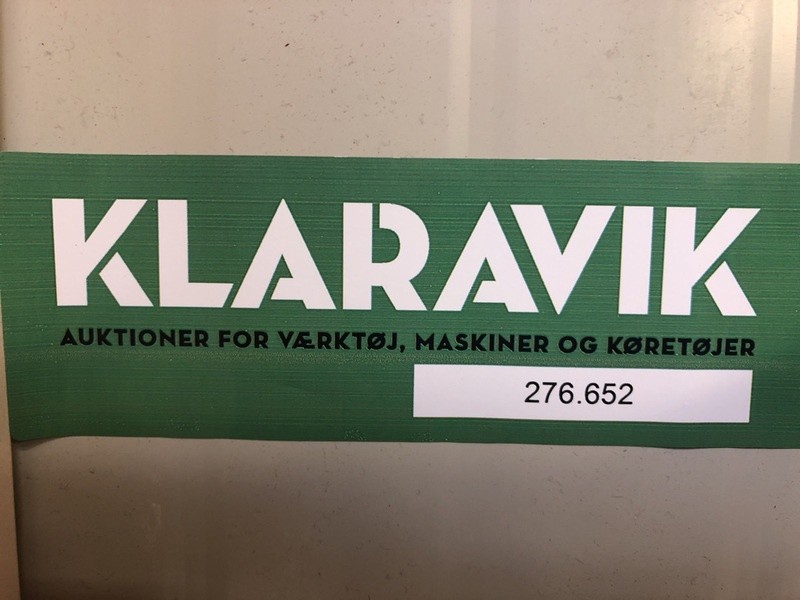 KLARAVIK
AUKTIONER FOR VÆRKTØJ, MASKINER OG KØRETØJER
276.652